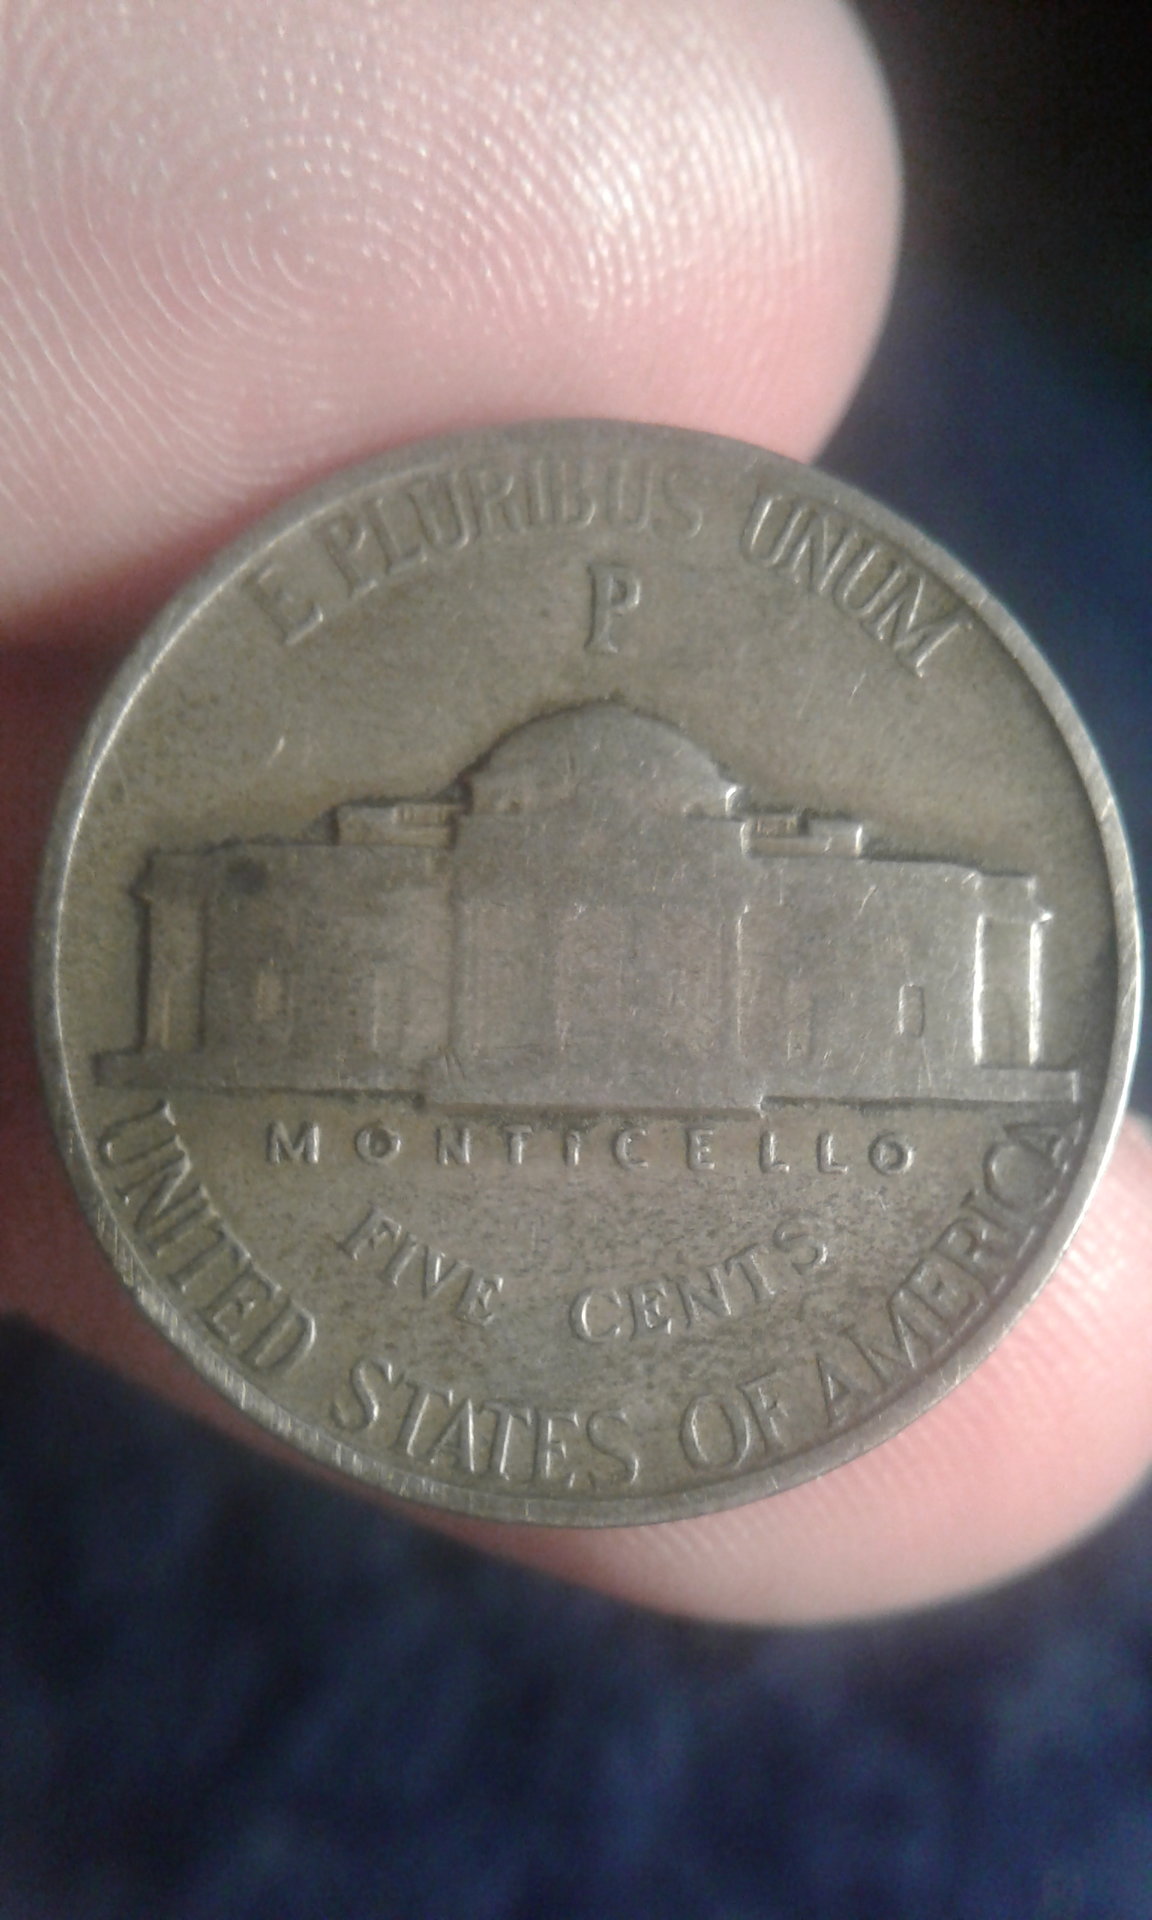 E PLURIBUS UNUM
P
MONTICELLO
FIVE CENTS
UNITED STATES OF AMERICA